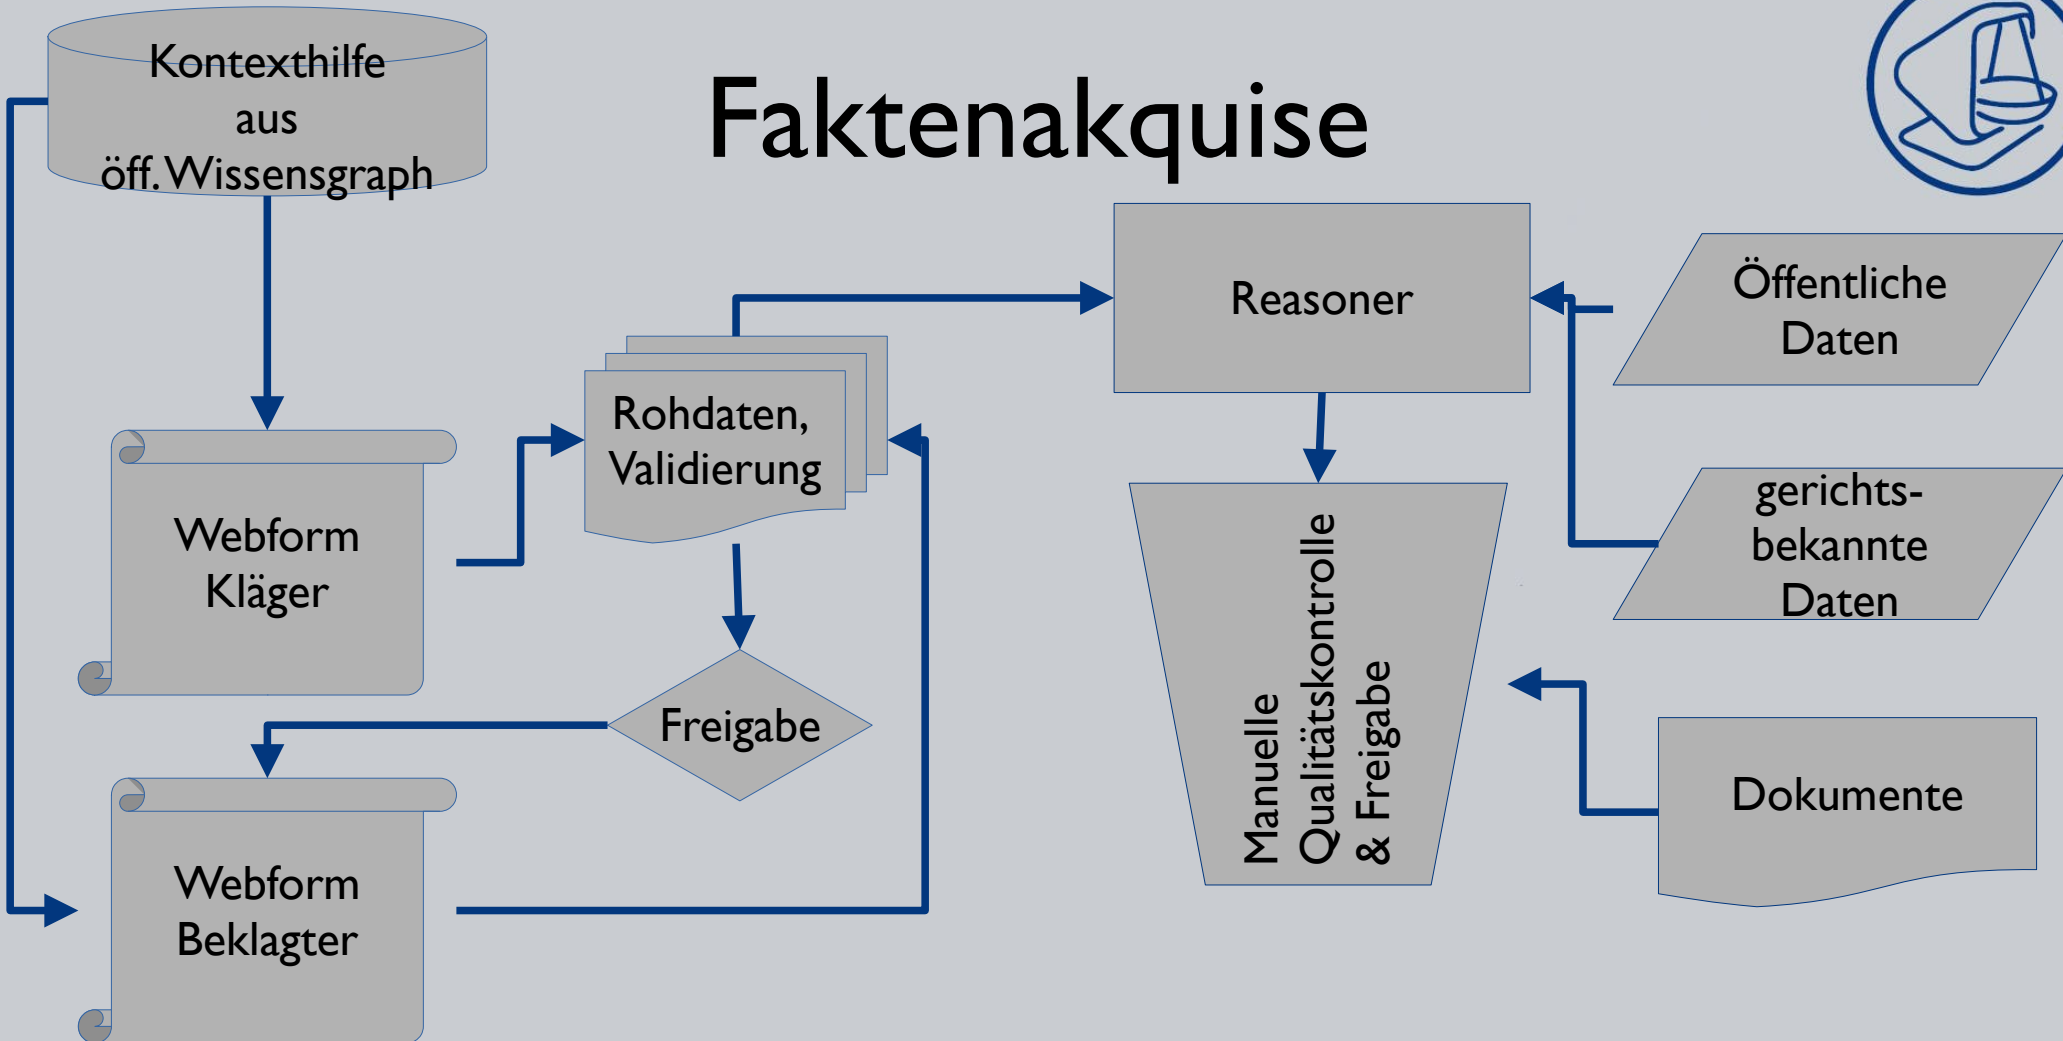 Kontexthilfe
aus
öff. Wissensgraph
Faktenakquise
Reasoner
Öffentliche
Daten
Rohdaten,
Validierung
gerichts-
bekannte
Daten
Webform
Kläger
Manuelle
Qualitätskontrolle
& Freigabe
Freigabe
Dokumente
Webform
Beklagter